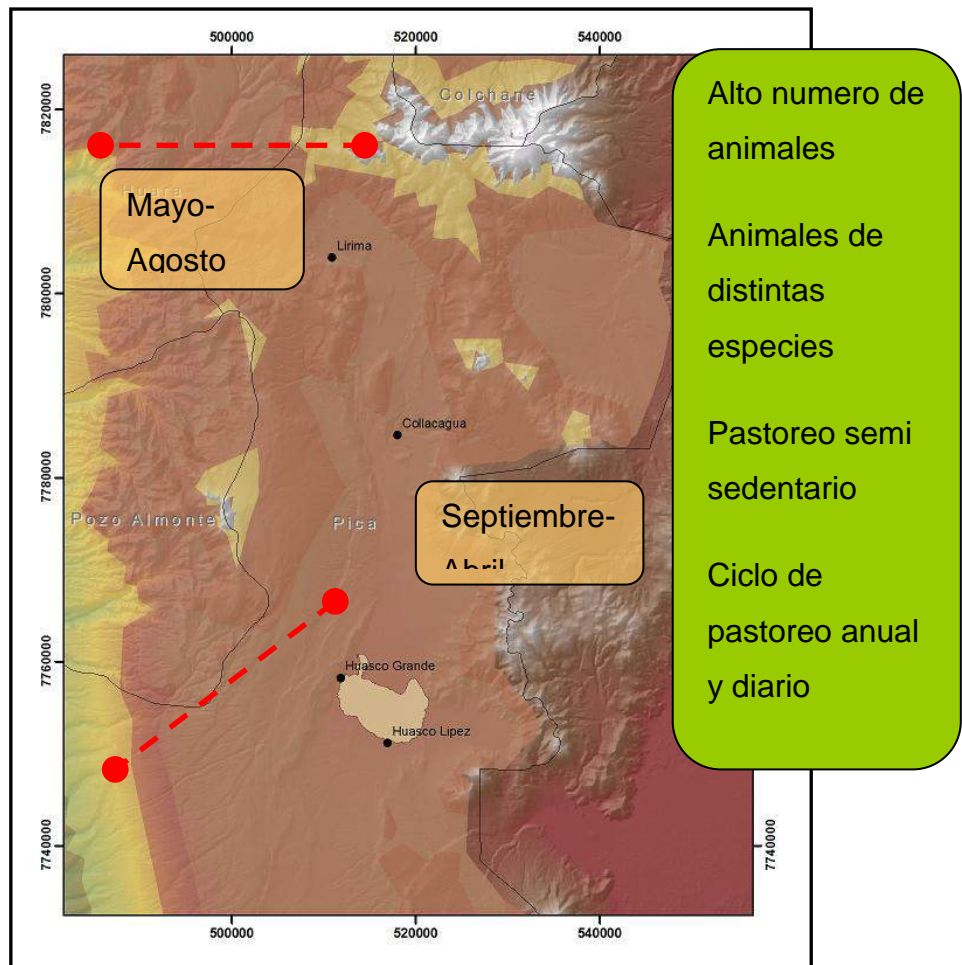 500000
520000
540000
7820000
7800000
7780000
7760000
7740000
Colchane
Huara
Mayo-
Agosto
Lirima
Collacagua
Pozo Almonte
Pica
Septiembre-
Abril
Huasco Grande
Huasco Lipez
7740000
500000
520000
540000
Alto numero de
animales
Animales de
distintas
especies
Pastoreo semi
sedentario
Ciclo de
pastoreo anual
y diario